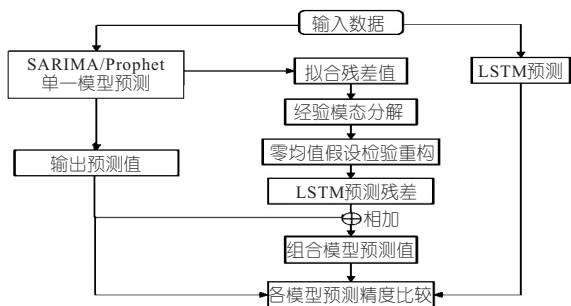 输入数据
SARIMA/Prophet
单一模型预测
拟合残差值
LSTM预测
经验模态分解
零均值假设检验重构
输出预测值
LSTM预测残差
相加
组合模型预测值
各模型预测精度比较